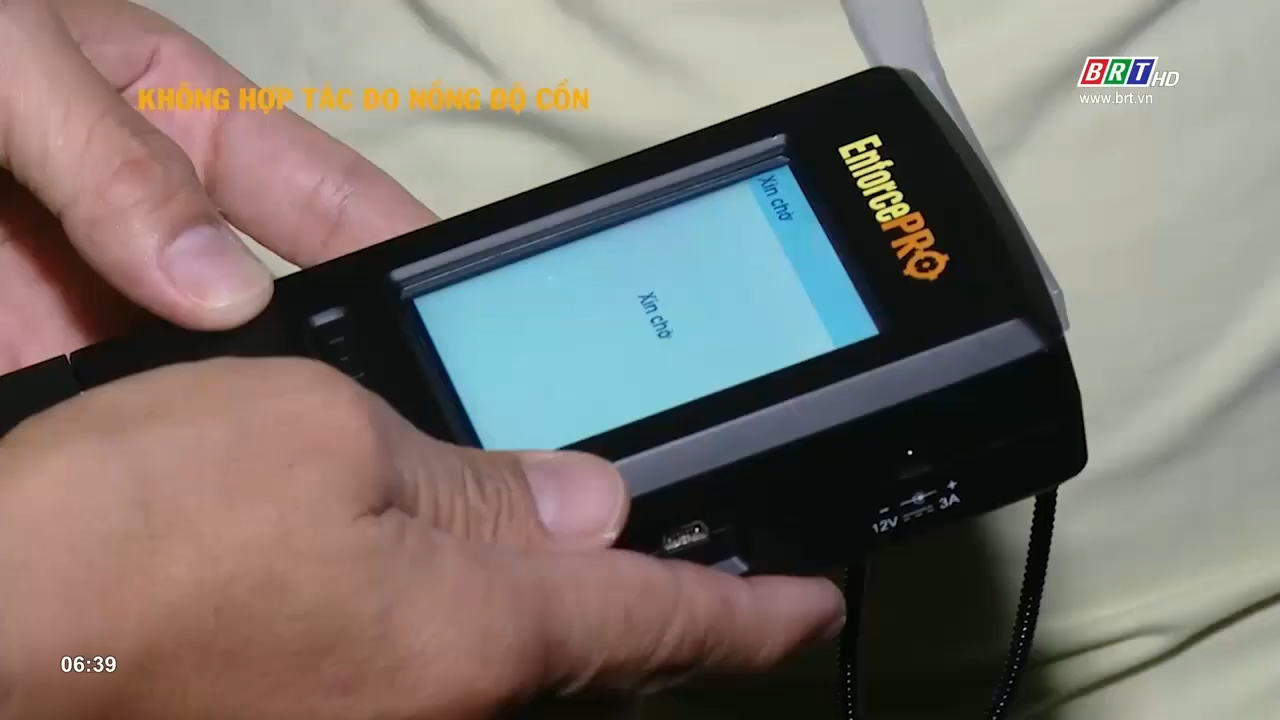 KHÔNG HỢP TÁC ĐO NỒNG ĐỘ CỒN
BRT HD
www.brt.vn
EnforcePRO
Xin chờ
Xin chờ
- +
12V 3A
06:39